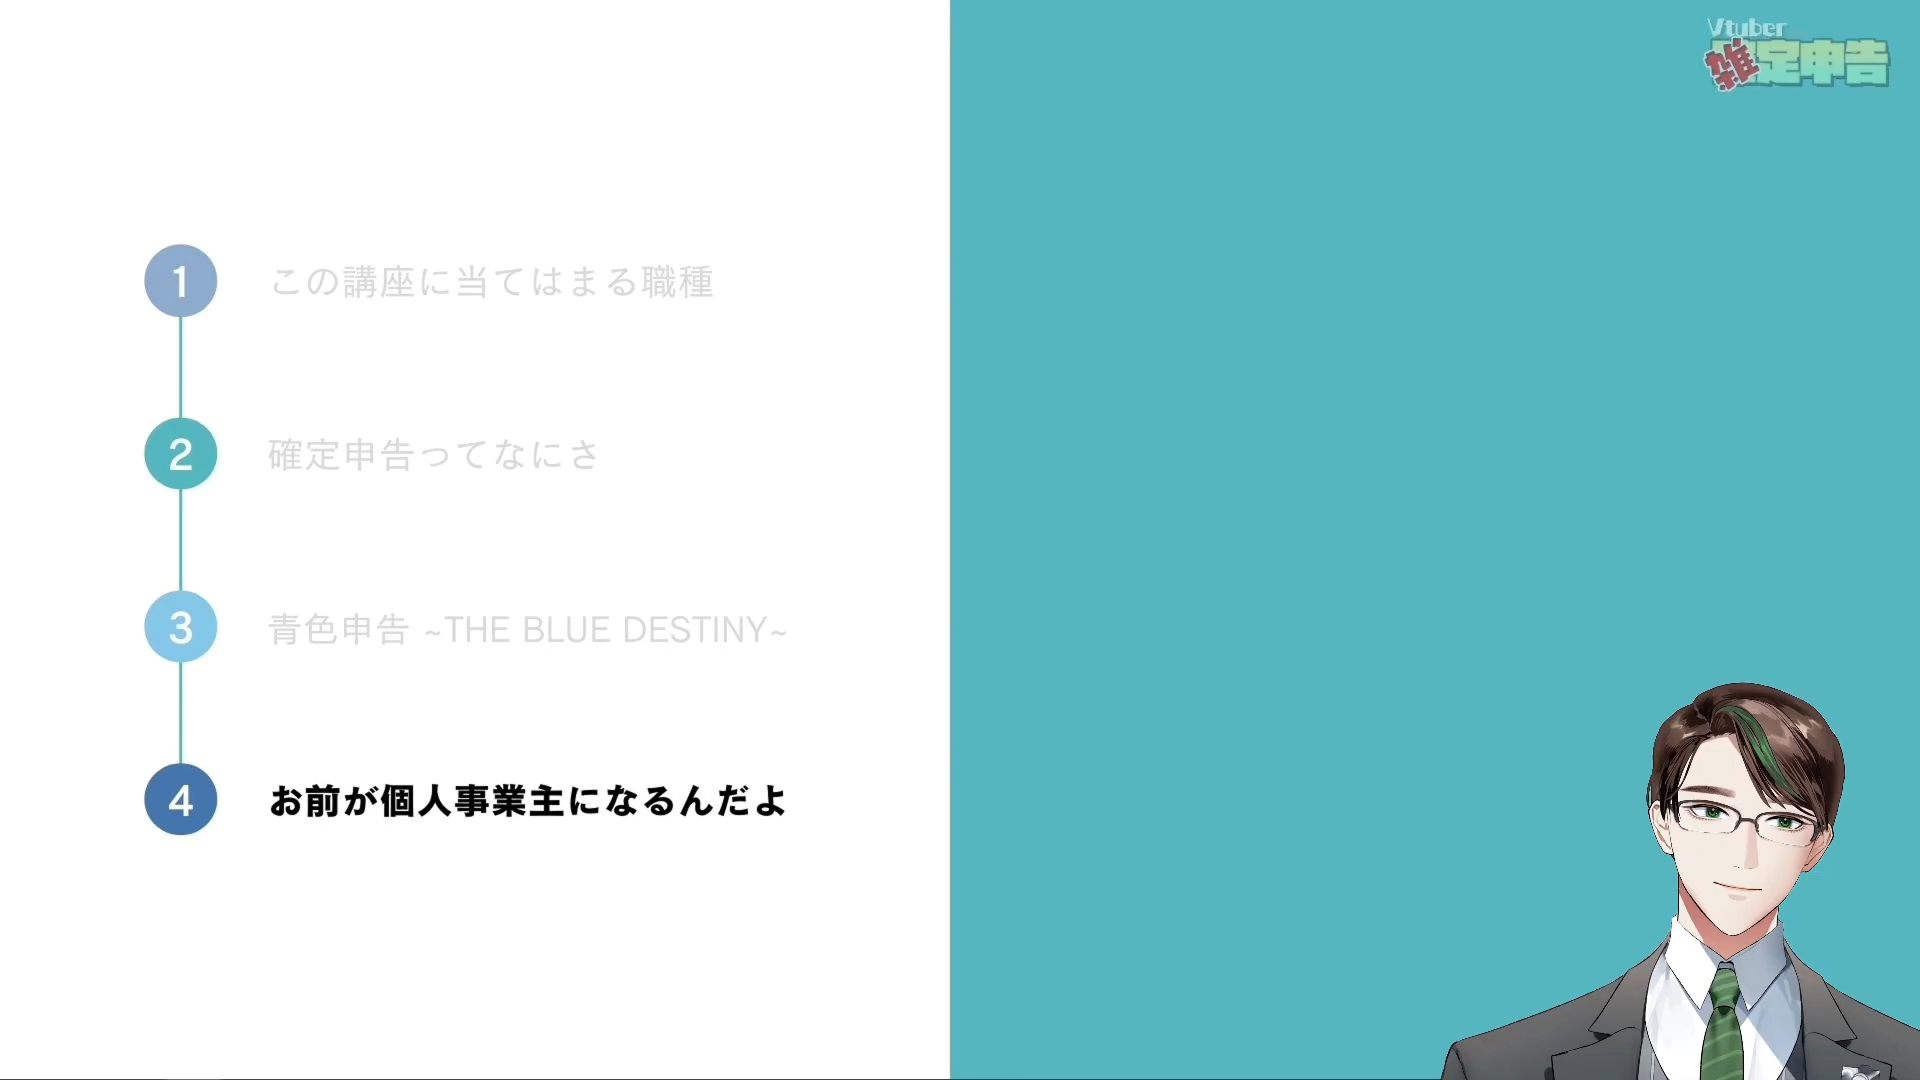 Vtuber
雑定申告
1 この講座に当てはまる職種
2 確定申告ってなにさ
3 青色申告 ~THE BLUE DESTINY~
4 お前が個人事業主になるんだよ